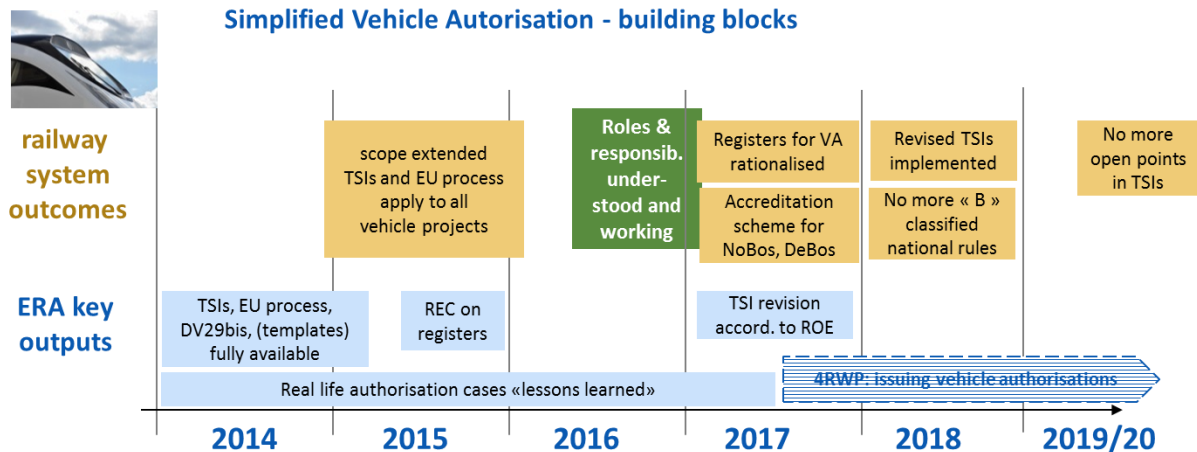 Simplified Vehicle Autorisation - building blocks
railway
system
outcomes
scope extended
TSIs and EU process
apply to all
vehicle projects
Roles &
responsib.
under-
stood and
working
Registers for VA
rationalised
Accreditation
scheme for
NoBos, DeBos
Revised TSIs
implemented
No more « B »
classified
national rules
No more
open points
in TSIs
ERA key
outputs
TSIs, EU process,
DV29bis, (templates)
fully available
REC on
registers
TSI revision
accord. to ROE
Real life authorisation cases «lessons learned»
4RWP: issuing vehicle authorisations
2014
2015
2016
2017
2018
2019/20